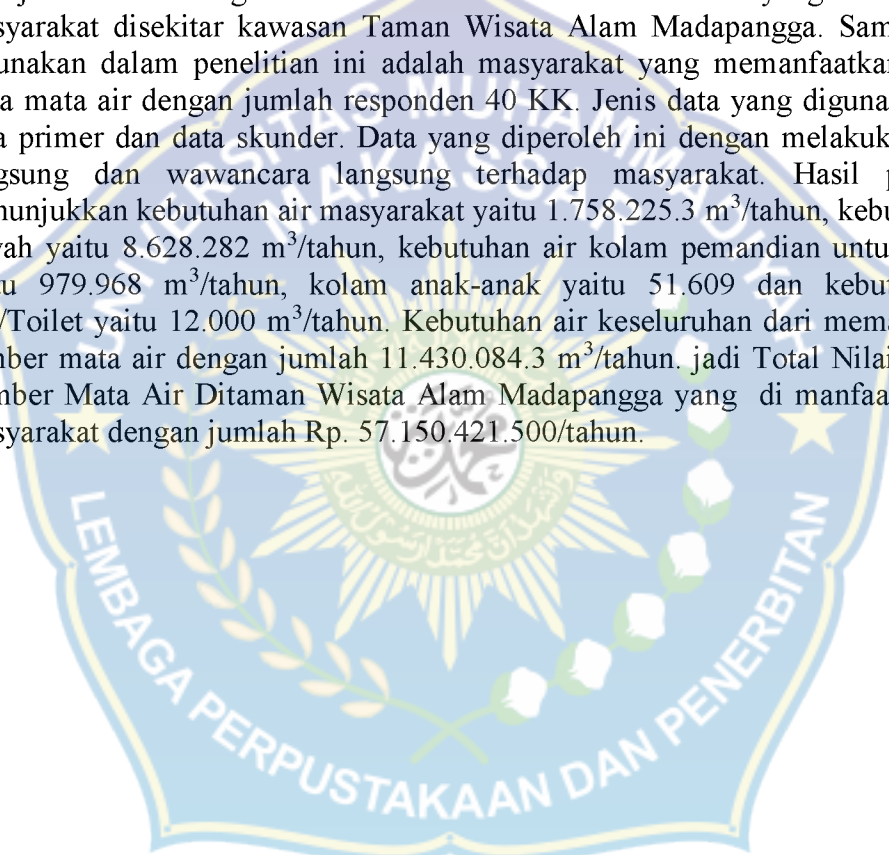 syarakat disekitar kawasan Taman Wisata Alam Madapangga. Sam
unakan dalam penelitian ini adalah masyarakat yang memanfaatkan
a mata air dengan jumlah responden 40 KK. Jenis data yang diguna
a primer dan data skunder. Data yang diperoleh ini dengan melakuk
gsung dan wawancara langsung terhadap masyarakat. Hasil p
nunjukkan kebutuhan air masyarakat yaitu 1.758.225.3 m³/tahun, kebu
vah yaitu 8.628.282 m³/tahun, kebutuhan air kolam pemandian untu
u 979.968 m³/tahun, kolam anak-anak yaitu 51.609 dan kebut
/Toilet yaitu 12.000 m³/tahun. Kebutuhan air keseluruhan dari mema
nber mata air dengan jumlah 11.430.084.3 m³/tahun. jadi Total Nilai
mber Mata Air Ditaman Wisata Alam Madapangga yang di manfaa
syarakat dengan jumlah Rp. 57.150.421.500/tahun.
UNIVERSITAS MUHAMMADIYAH
MAKASSAR
LEMBAGA PERPUSTAKAAN DAN PENERBITAN